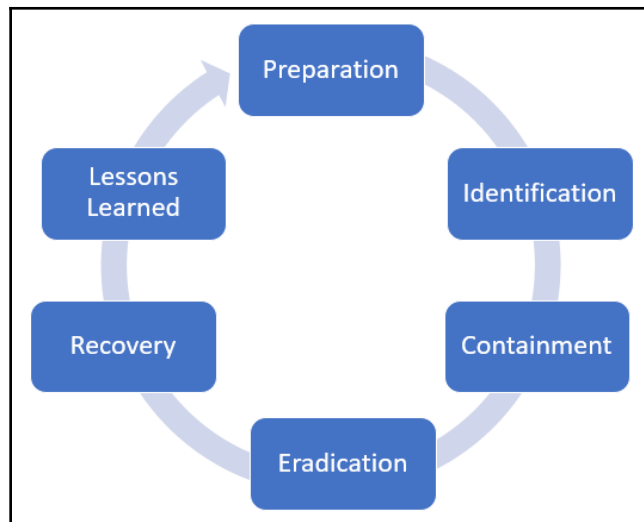 Preparation
Identification
Containment
Eradication
Recovery
Lessons
Learned